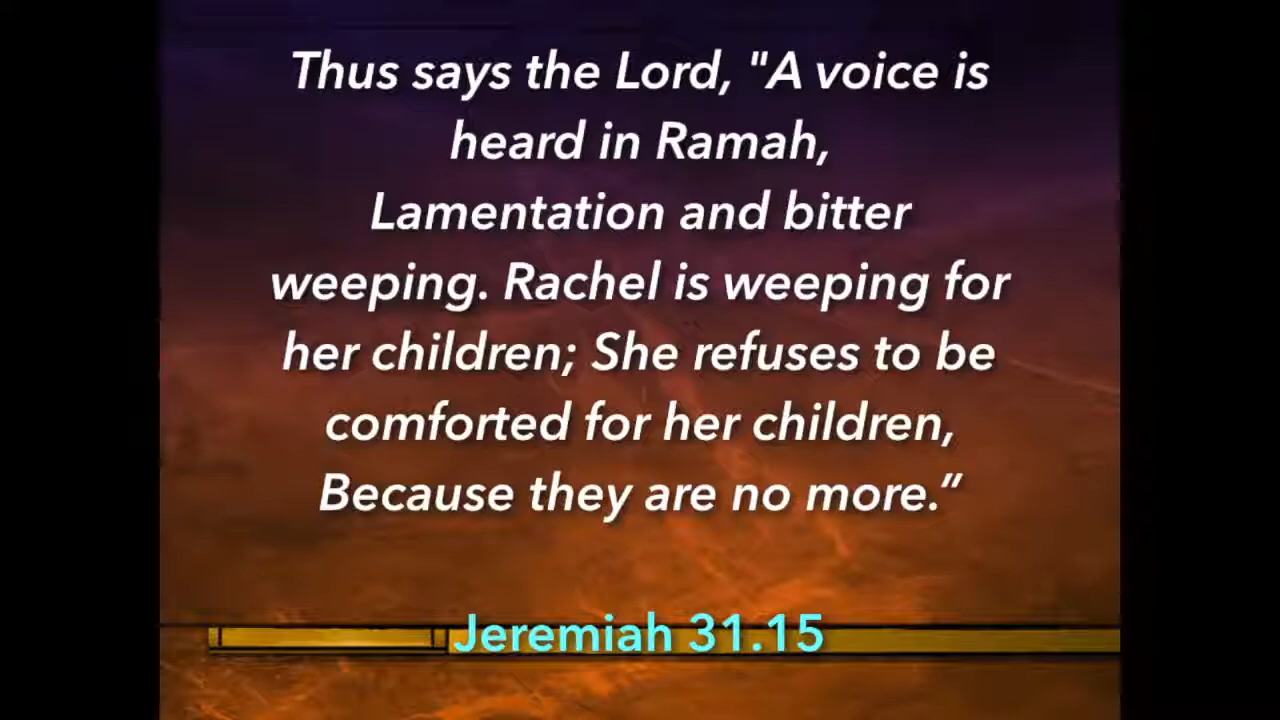 Thus says the Lord, "A voice is
heard in Ramah,
Lamentation and bitter
weeping. Rachel is weeping for
her children; She refuses to be
comforted for her children,
Because they are no more.”
Jeremiah 31.15